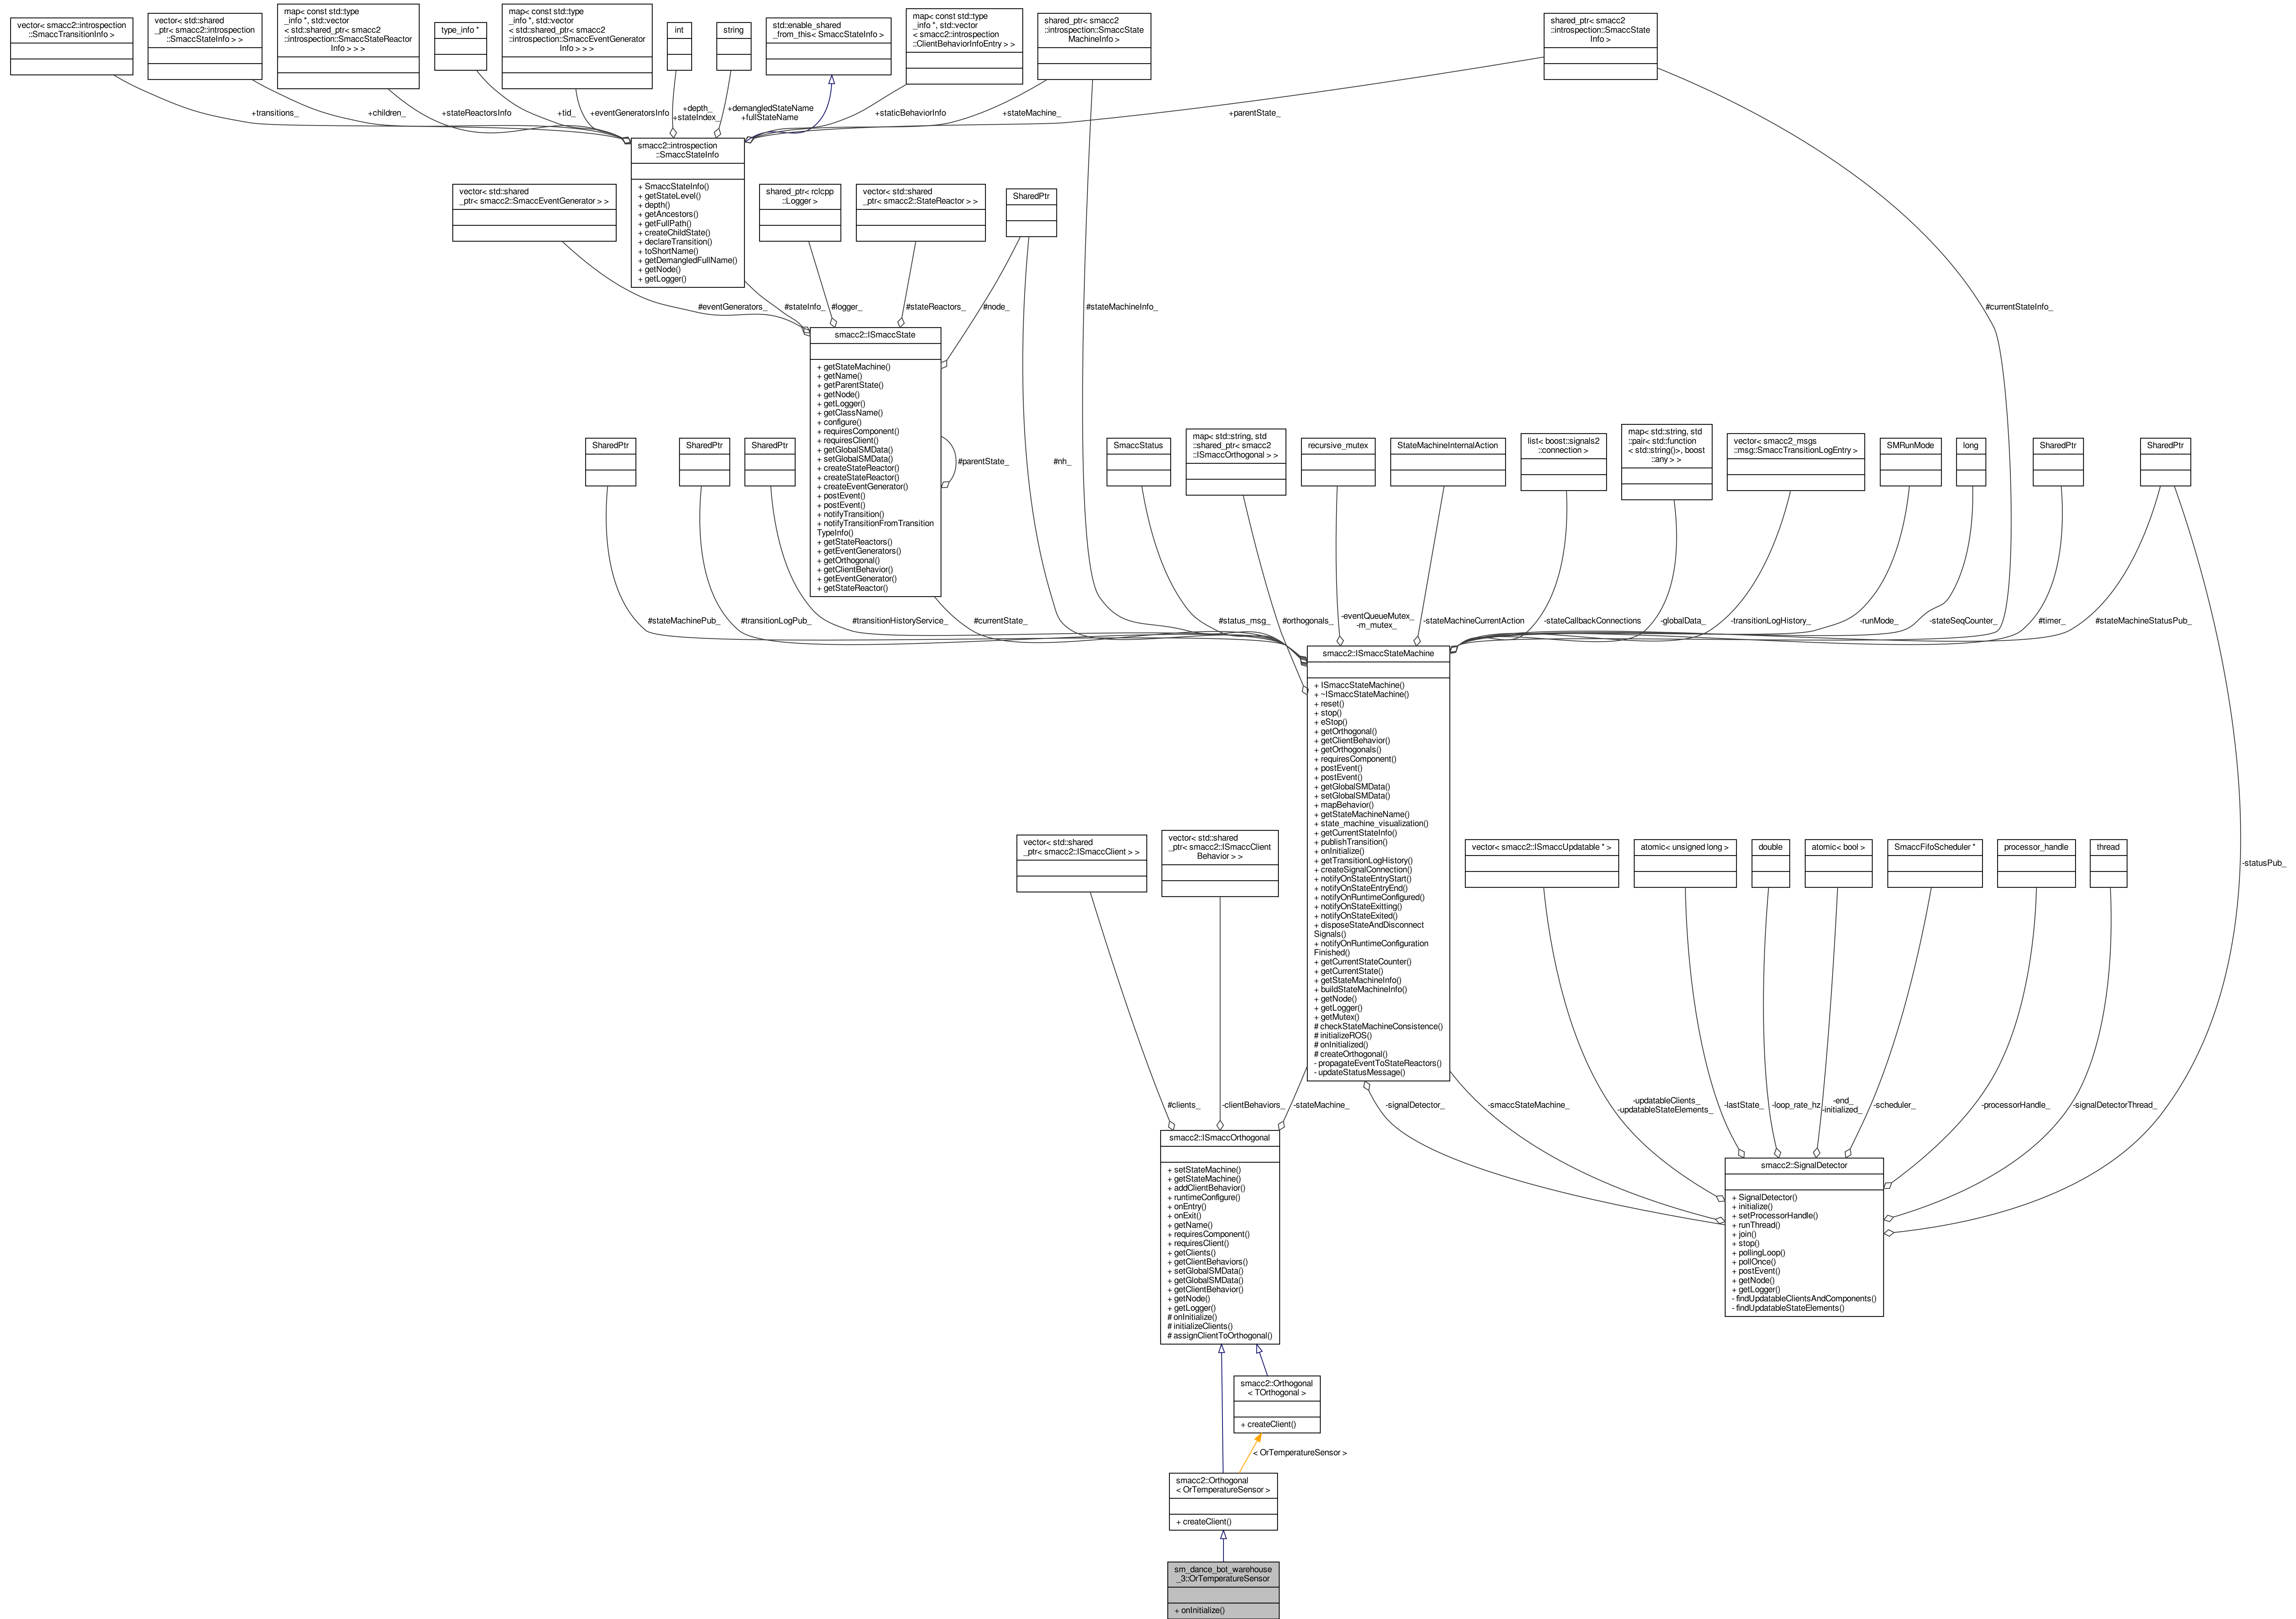 vector< smacc2::introspection
::SmaccTransitionInfo >
vector< std::shared
_ptr< smacc2::introspection
::SmaccStateInfo > >
map< const std::type
_info *, std::vector
< std::shared_ptr< smacc2
::introspection::SmaccStateReactor
Info > > >
type_info *
map< const std::type
_info *, std::vector
< std::shared_ptr< smacc2
::introspection::SmaccEventGenerator
Info > > >
int
string
std::enable_shared
_from_this< SmaccStateInfo >
map< const std::type
_info *, std::vector
< smacc2::introspection
::ClientBehaviorInfoEntry > >
shared_ptr< smacc2
::introspection::SmaccState
MachineInfo >
shared_ptr< smacc2
::introspection::SmaccState
Info >
+transitions_
+children_
+stateReactorsInfo
+tid_
+eventGeneratorsInfo
+depth_
+stateIndex_
+demangledStateName
+fullStateName
+staticBehaviorInfo
+stateMachine_
+parentState_
smacc2::introspection
::SmaccStateInfo
+ SmaccStateInfo()
+ getStateLevel()
+ depth()
+ getAncestors()
+ getFullPath()
+ createChildState()
+ declareTransition()
+ toShortName()
+ getDemangledFullName()
+ getNode()
+ getLogger()
vector< std::shared
_ptr< smacc2::SmaccEventGenerator > >
shared_ptr< rclcpp
::Logger >
vector< std::shared
_ptr< smacc2::StateReactor > >
SharedPtr
#eventGenerators_
#stateInfo_
#logger_
#stateReactors_
#node_
#stateMachineInfo_
#currentStateInfo_
smacc2::ISmaccState
+ getStateMachine()
+ getName()
+ getParentState()
+ getNode()
+ getLogger()
+ getClassName()
+ configure()
+ requiresComponent()
+ requiresClient()
+ getGlobalSMData()
+ setGlobalSMData()
+ createStateReactor()
+ createStateReactor()
+ createEventGenerator()
+ postEvent()
+ postEvent()
+ notifyTransition()
+ notifyTransitionFromTransition
TypeInfo()
+ getStateReactors()
+ getEventGenerators()
+ getOrthogonal()
+ getClientBehavior()
+ getEventGenerator()
+ getStateReactor()
#parentState_
#nh_
SharedPtr
SharedPtr
SharedPtr
SmaccStatus
map< std::string, std
::shared_ptr< smacc2
::ISmaccOrthogonal > >
recursive_mutex
StateMachineInternalAction
list< boost::signals2
::connection >
map< std::string, std
::pair< std::function
< std::string()>, boost
::any > >
vector< smacc2_msgs
::msg::SmaccTransitionLogEntry >
SMRunMode
long
SharedPtr
SharedPtr
#stateMachinePub_
#transitionLogPub_
#transitionHistoryService_
#currentState_
#status_msg_
#orthogonals_
-eventQueueMutex_
-m_mutex_
-stateMachineCurrentAction
-stateCallbackConnections
-globalData_
-transitionLogHistory_
-runMode_
-stateSeqCounter_
#timer_
#stateMachineStatusPub_
smacc2::ISmaccStateMachine
+ ISmaccStateMachine()
+ ~ISmaccStateMachine()
+ reset()
+ stop()
+ eStop()
+ getOrthogonal()
+ getClientBehavior()
+ getOrthogonals()
+ requiresComponent()
+ postEvent()
+ postEvent()
+ getGlobalSMData()
+ setGlobalSMData()
+ mapBehavior()
+ getStateMachineName()
+ state_machine_visualization()
+ getCurrentStateInfo()
+ publishTransition()
+ onInitialize()
+ getTransitionLogHistory()
+ createSignalConnection()
+ notifyOnStateEntryStart()
+ notifyOnStateEntryEnd()
+ notifyOnRuntimeConfigured()
+ notifyOnStateExitting()
+ notifyOnStateExited()
+ disposeStateAndDisconnect
Signals()
+ notifyOnRuntimeConfiguration
Finished()
+ getCurrentStateCounter()
+ getCurrentState()
+ getStateMachineInfo()
+ buildStateMachineInfo()
+ getNode()
+ getLogger()
+ getMutex()
# checkStateMachineConsistence()
# initializeROS()
# onInitialized()
# createOrthogonal()
- propagateEventToStateReactors()
- updateStatusMessage()
vector< std::shared
_ptr< smacc2::ISmaccClient > >
vector< std::shared
_ptr< smacc2::ISmaccClient
Behavior > >
vector< smacc2::ISmaccUpdatable * >
atomic< unsigned long >
double
atomic< bool >
SmaccFifoScheduler *
processor_handle
thread
-statusPub_
#clients_
-clientBehaviors_
-stateMachine_
-signalDetector_
-smaccStateMachine_
-updatableClients_
-updatableStateElements_
-lastState_
-loop_rate_hz
-end_
-initialized_
-scheduler_
-processorHandle_
-signalDetectorThread_
smacc2::ISmaccOrthogonal
+ setStateMachine()
+ getStateMachine()
+ addClientBehavior()
+ runtimeConfigure()
+ onEntry()
+ onExit()
+ getName()
+ requiresComponent()
+ requiresClient()
+ getClients()
+ getClientBehaviors()
+ setGlobalSMData()
+ getGlobalSMData()
+ getClientBehavior()
+ getNode()
+ getLogger()
# onInitialize()
# initializeClients()
# assignClientToOrthogonal()
smacc2::SignalDetector
+ SignalDetector()
+ initialize()
+ setProcessorHandle()
+ runThread()
+ join()
+ stop()
+ pollingLoop()
+ pollOnce()
+ postEvent()
+ getNode()
+ getLogger()
- findUpdatableClientsAndComponents()
- findUpdatableStateElements()
smacc2::Orthogonal
< TOrthogonal >
+ createClient()
< OrTemperatureSensor >
smacc2::Orthogonal
< OrTemperatureSensor >
+ createClient()
sm_dance_bot_warehouse
_3::OrTemperatureSensor
+ onInitialize()